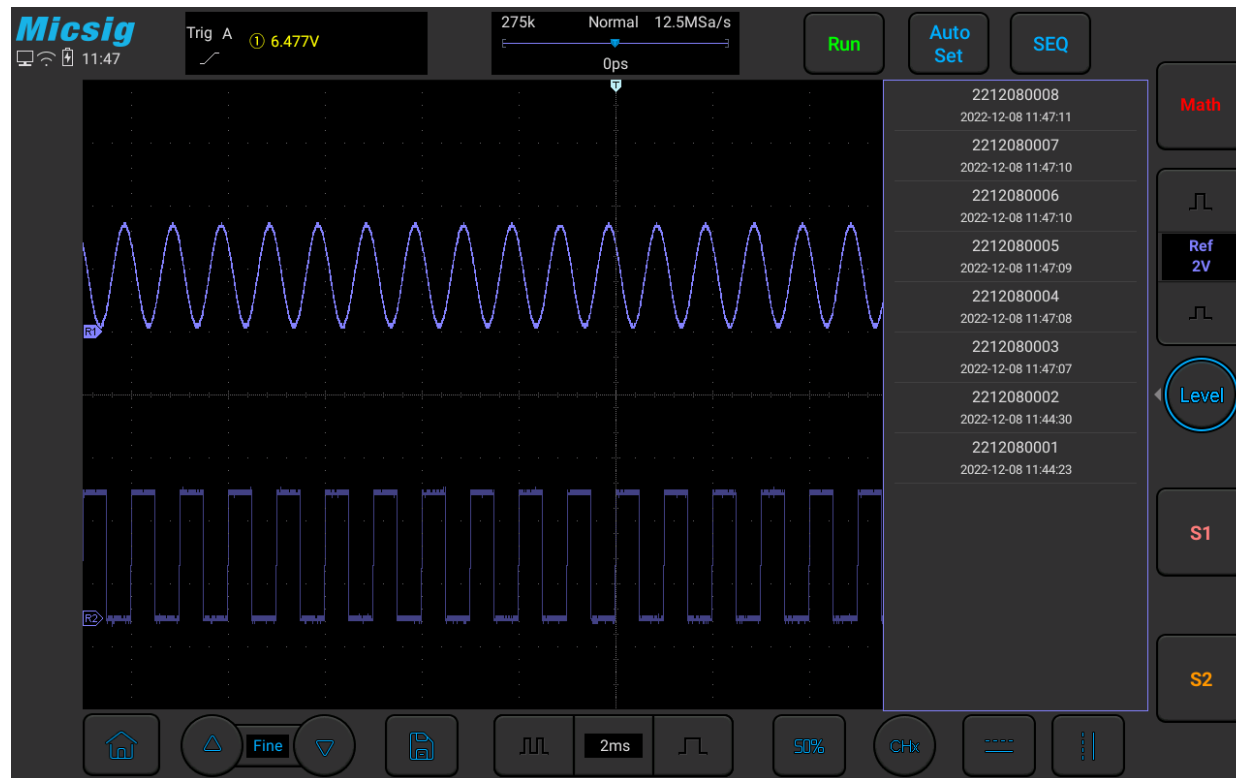 Micsig
11:47
Trig A ① 6.477V
275k Normal 12.5MSa/s
0ps
Run
Auto
Set
SEQ
T
2212080008
2022-12-08 11:47:11
2212080007
2022-12-08 11:47:10
2212080006
2022-12-08 11:47:10
2212080005
2022-12-08 11:47:09
2212080004
2022-12-08 11:47:08
2212080003
2022-12-08 11:47:07
2212080002
2022-12-08 11:44:30
2212080001
2022-12-08 11:44:23
R1
R2
Math
Ref
2V
Level
S1
S2
Fine
2ms
50%
CHx